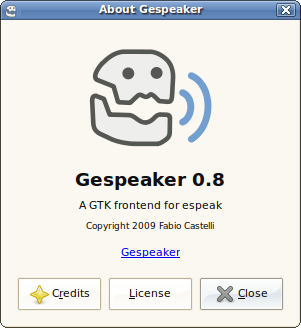 About Gespeaker
Gespeaker 0.8
A GTK frontend for espeak
Copyright 2009 Fabio Castelli
Gespeaker
Credits
License
Close